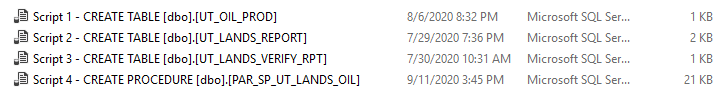 Script 1 - CREATE TABLE [dbo].[UT_OIL_PROD] 8/6/2020 8:32 PM Microsoft SQL Ser... 1 KB
Script 2 - CREATE TABLE [dbo].[UT_LANDS_REPORT] 7/29/2020 7:36 PM Microsoft SQL Ser... 2 KB
Script 3 - CREATE TABLE [dbo].[UT_LANDS_VERIFY_RPT] 7/30/2020 10:31 AM Microsoft SQL Ser... 1 KB
Script 4 - CREATE PROCEDURE [dbo].[PAR_SP_UT_LANDS_OIL] 9/11/2020 3:45 PM Microsoft SQL Ser... 21 KB